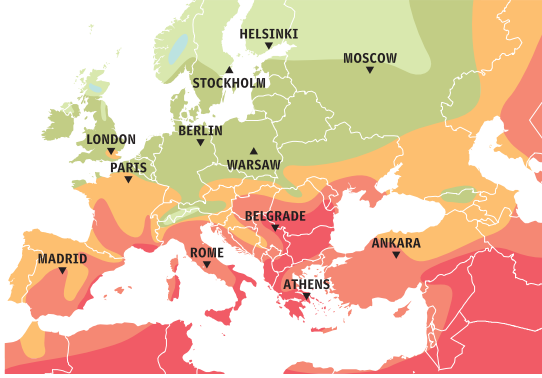 HELSINKI
MOSCOW
STOCKHOLM
BERLIN
LONDON
WARSAW
PARIS
BELGRADE
ANKARA
ROME
MADRID
ATHENS